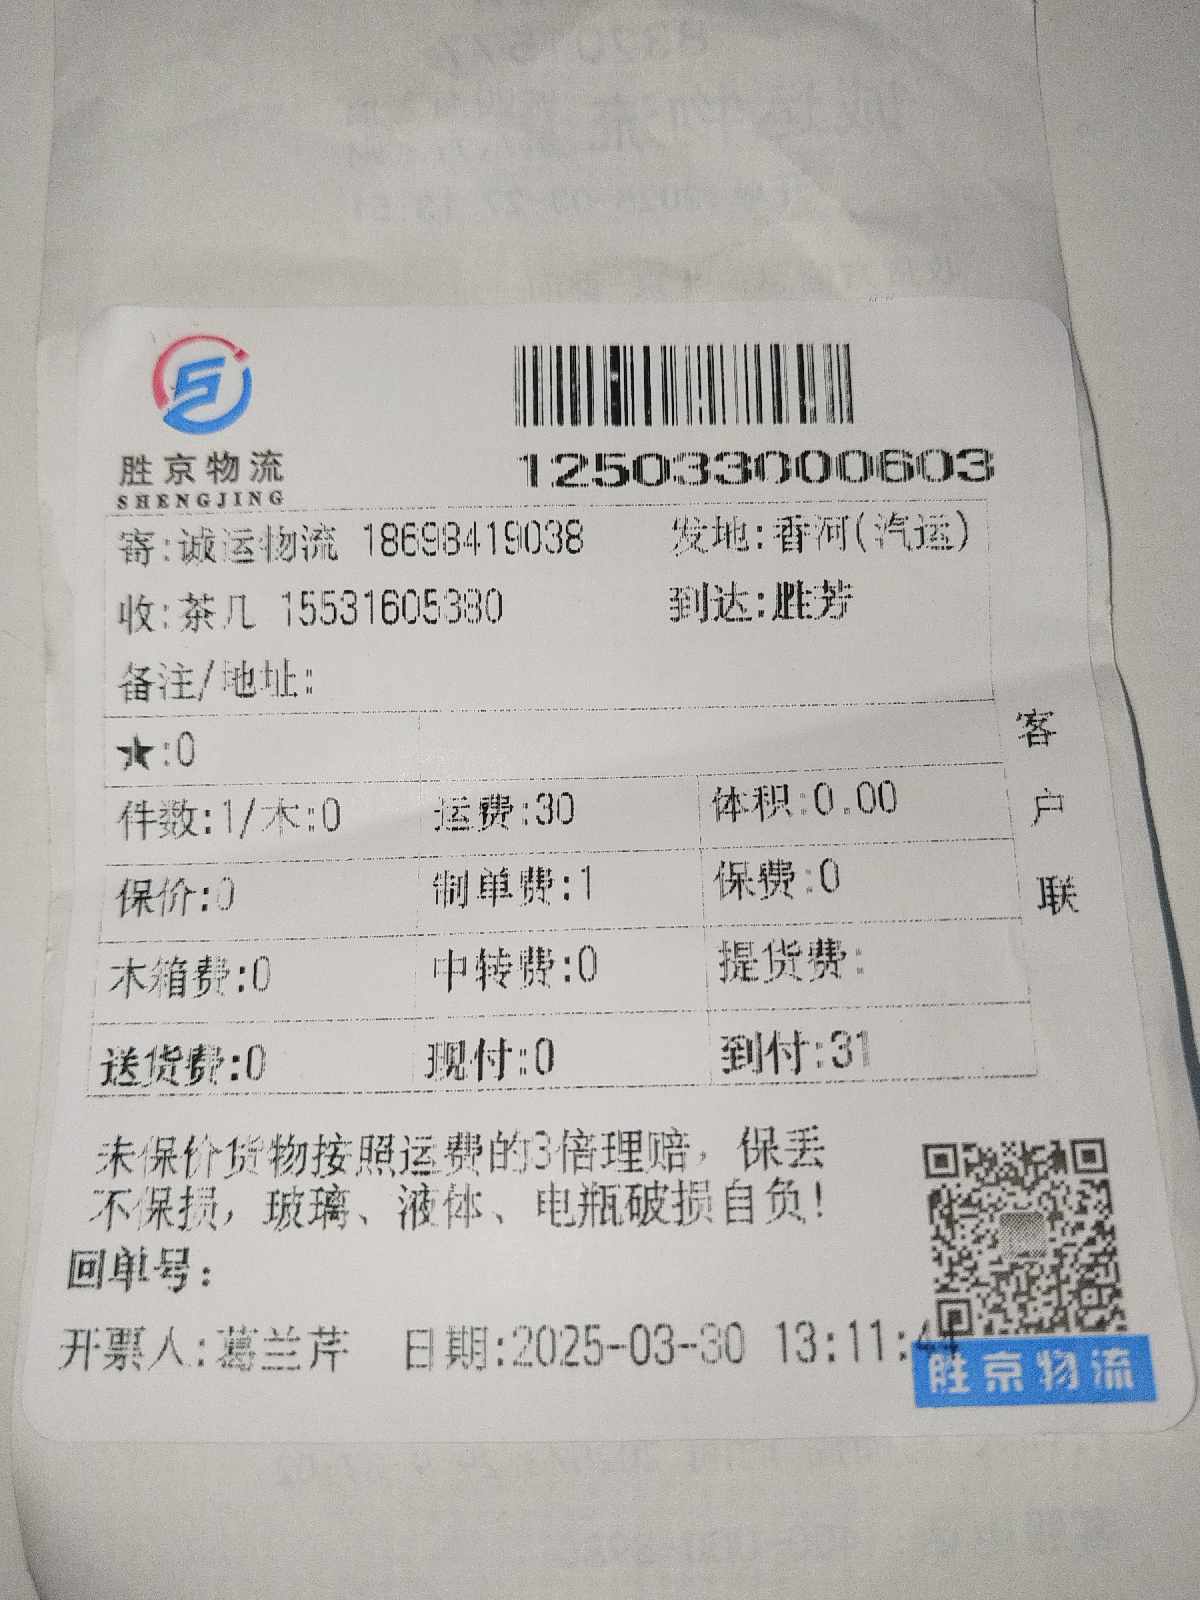 胜京物流
SHENGJING
125033000603
寄:诚运物流 18698419038 发地:香河(汽运)
收:茶几 15531605380 到达:胜芳
备注/地址:
★:0
客户联
件数:1/木:0 运费:30 体积:0.00
保价:0 制单费:1 保费:0
木箱费:0 中转费:0 提货费:
送货费:0 现付:0 到付:31
未保价货物按照运费的3倍理赔，保丢
不保损，玻璃、液体、电瓶破损自负！
回单号:
开票人:葛兰芹 日期:2025-03-30 13:11:
胜京物流